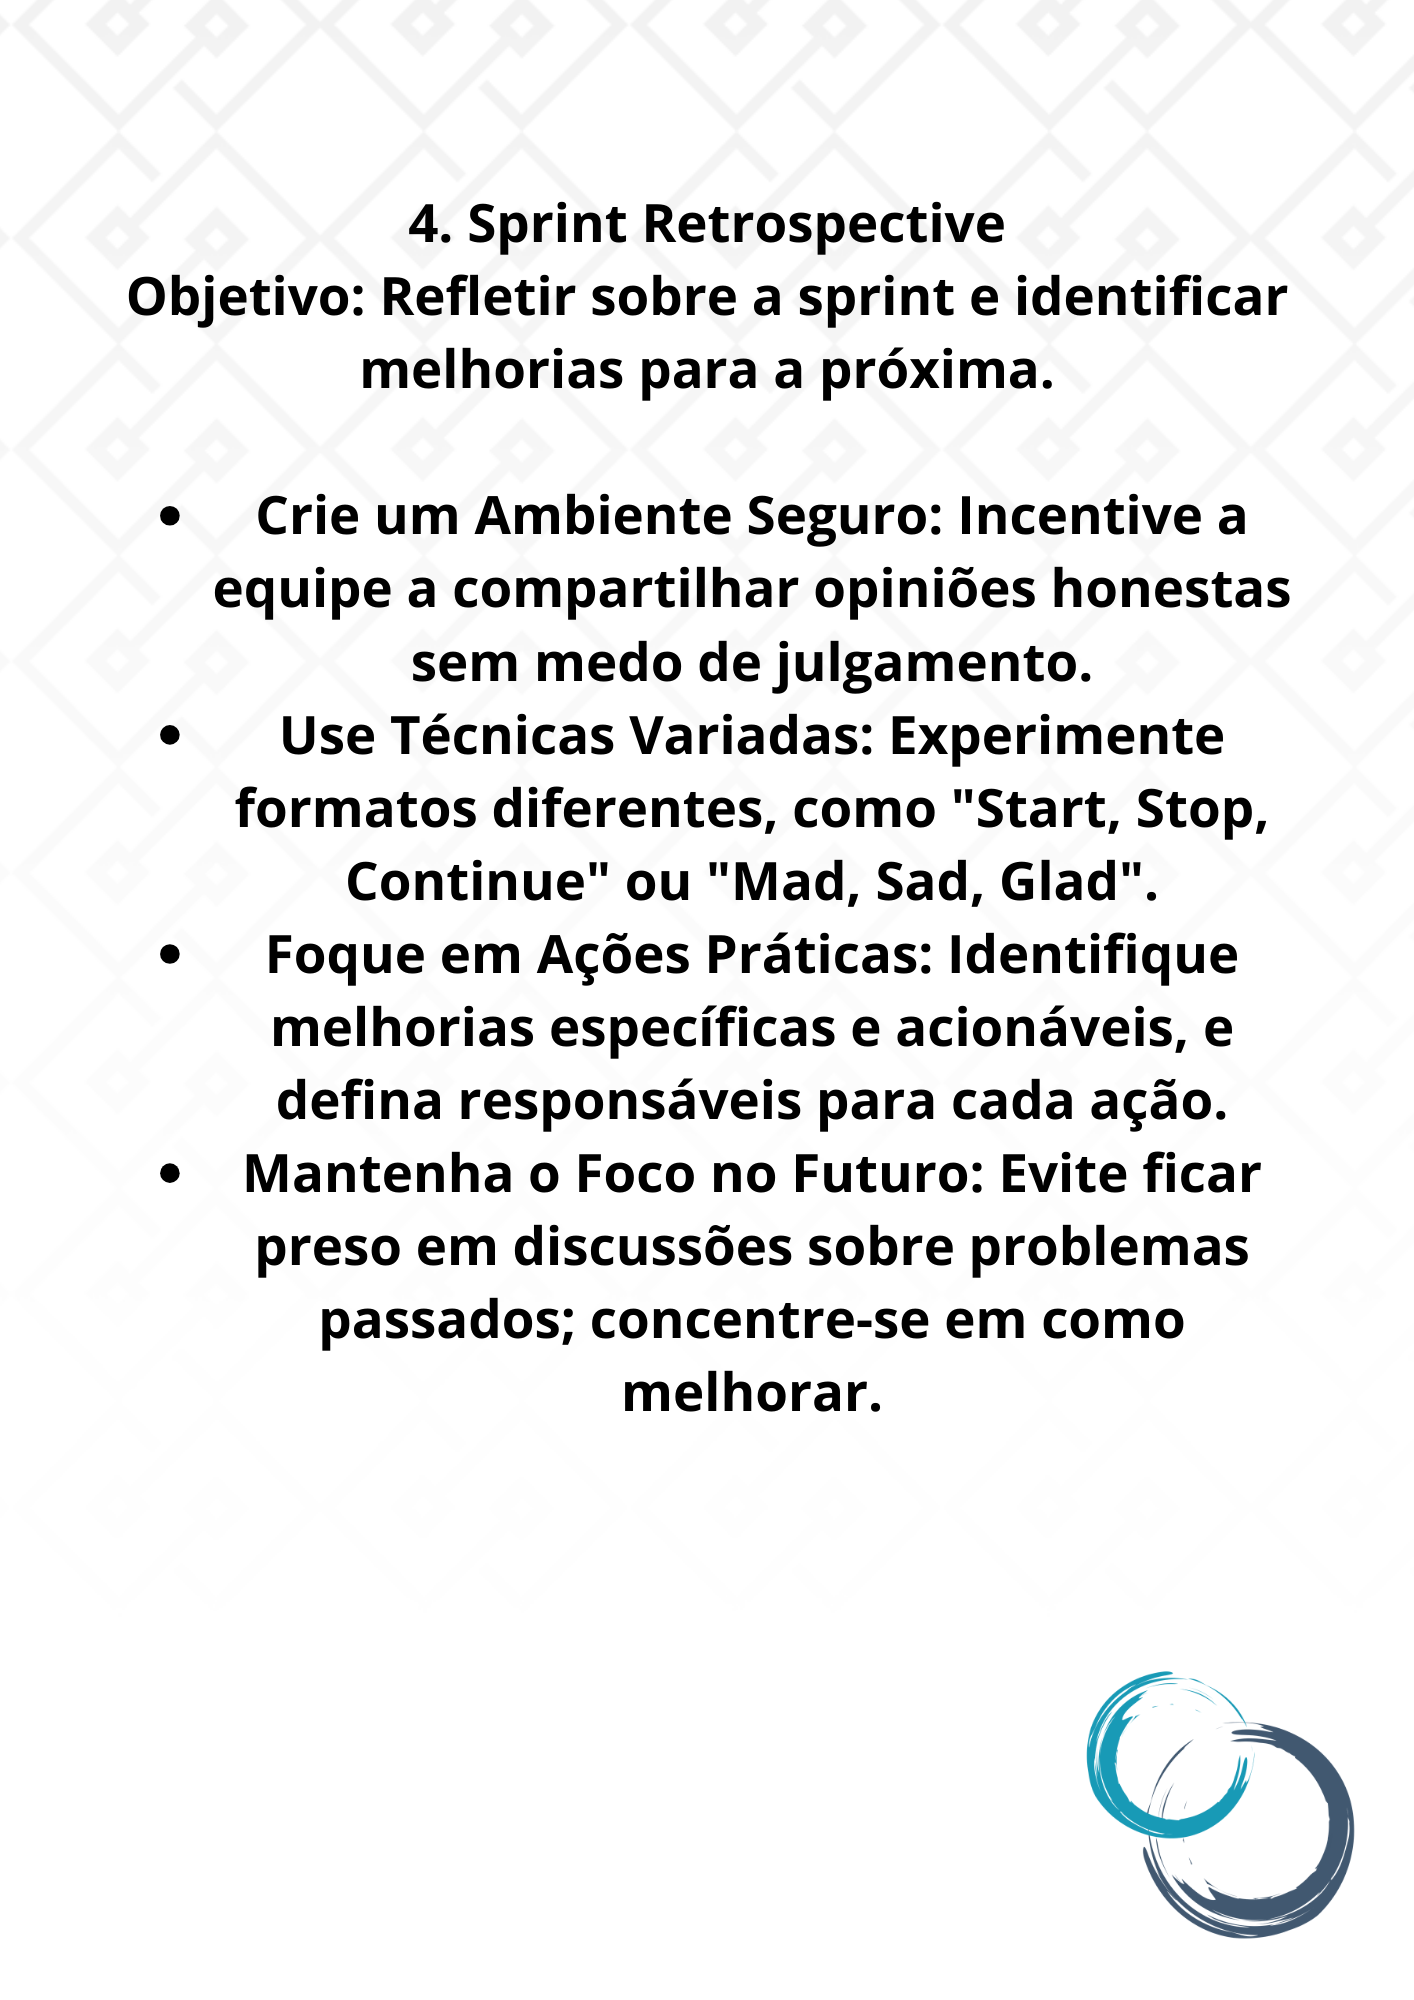 4. Sprint Retrospective
Objetivo: Refletir sobre a sprint e identificar
melhorias para a próxima.
• Crie um Ambiente Seguro: Incentive a
equipe a compartilhar opiniões honestas
sem medo de julgamento.
• Use Técnicas Variadas: Experimente
formatos diferentes, como "Start, Stop,
Continue" ou "Mad, Sad, Glad".
• Foque em Ações Práticas: Identifique
melhorias específicas e acionáveis, e
defina responsáveis para cada ação.
• Mantenha o Foco no Futuro: Evite ficar
preso em discussões sobre problemas
passados; concentre-se em como
melhorar.